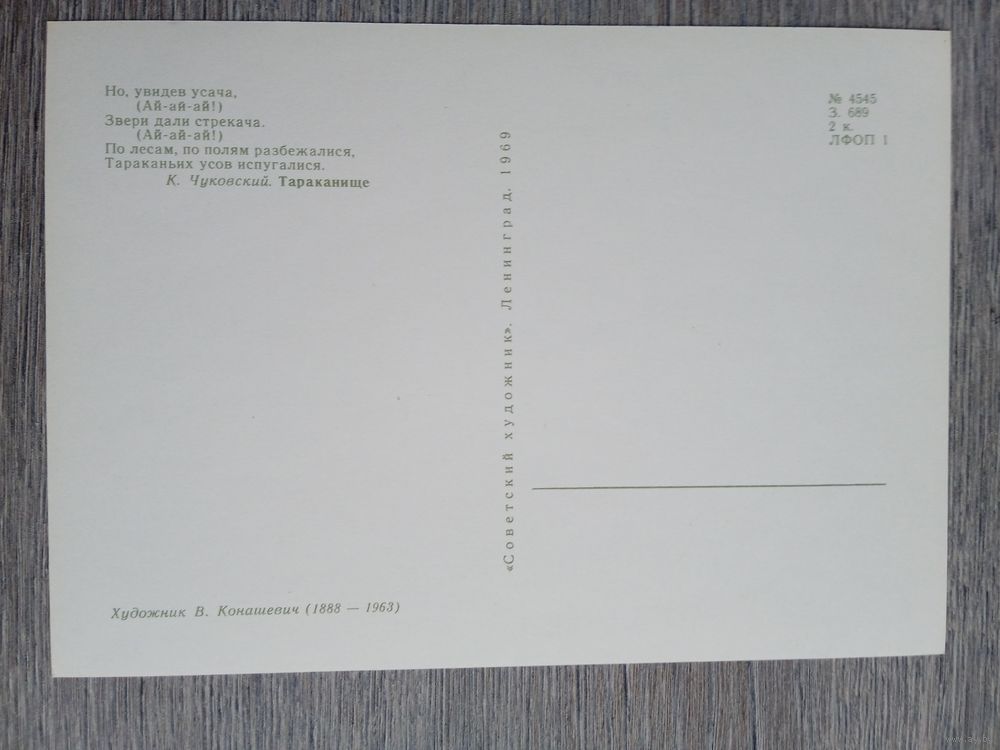 Но, увидев усача,
(Ай-ай-ай!)
Звери дали стрекача.
(Ай-ай-ай!)
По лесам, по полям разбежалися,
Тараканьих усов испугалися.
К. Чуковский. Тараканище
Художник В. Конашевич (1888 — 1963)
«Советский художник». Ленинград. 1969
№ 4545
З. 689
2 к.
ЛФОП 1